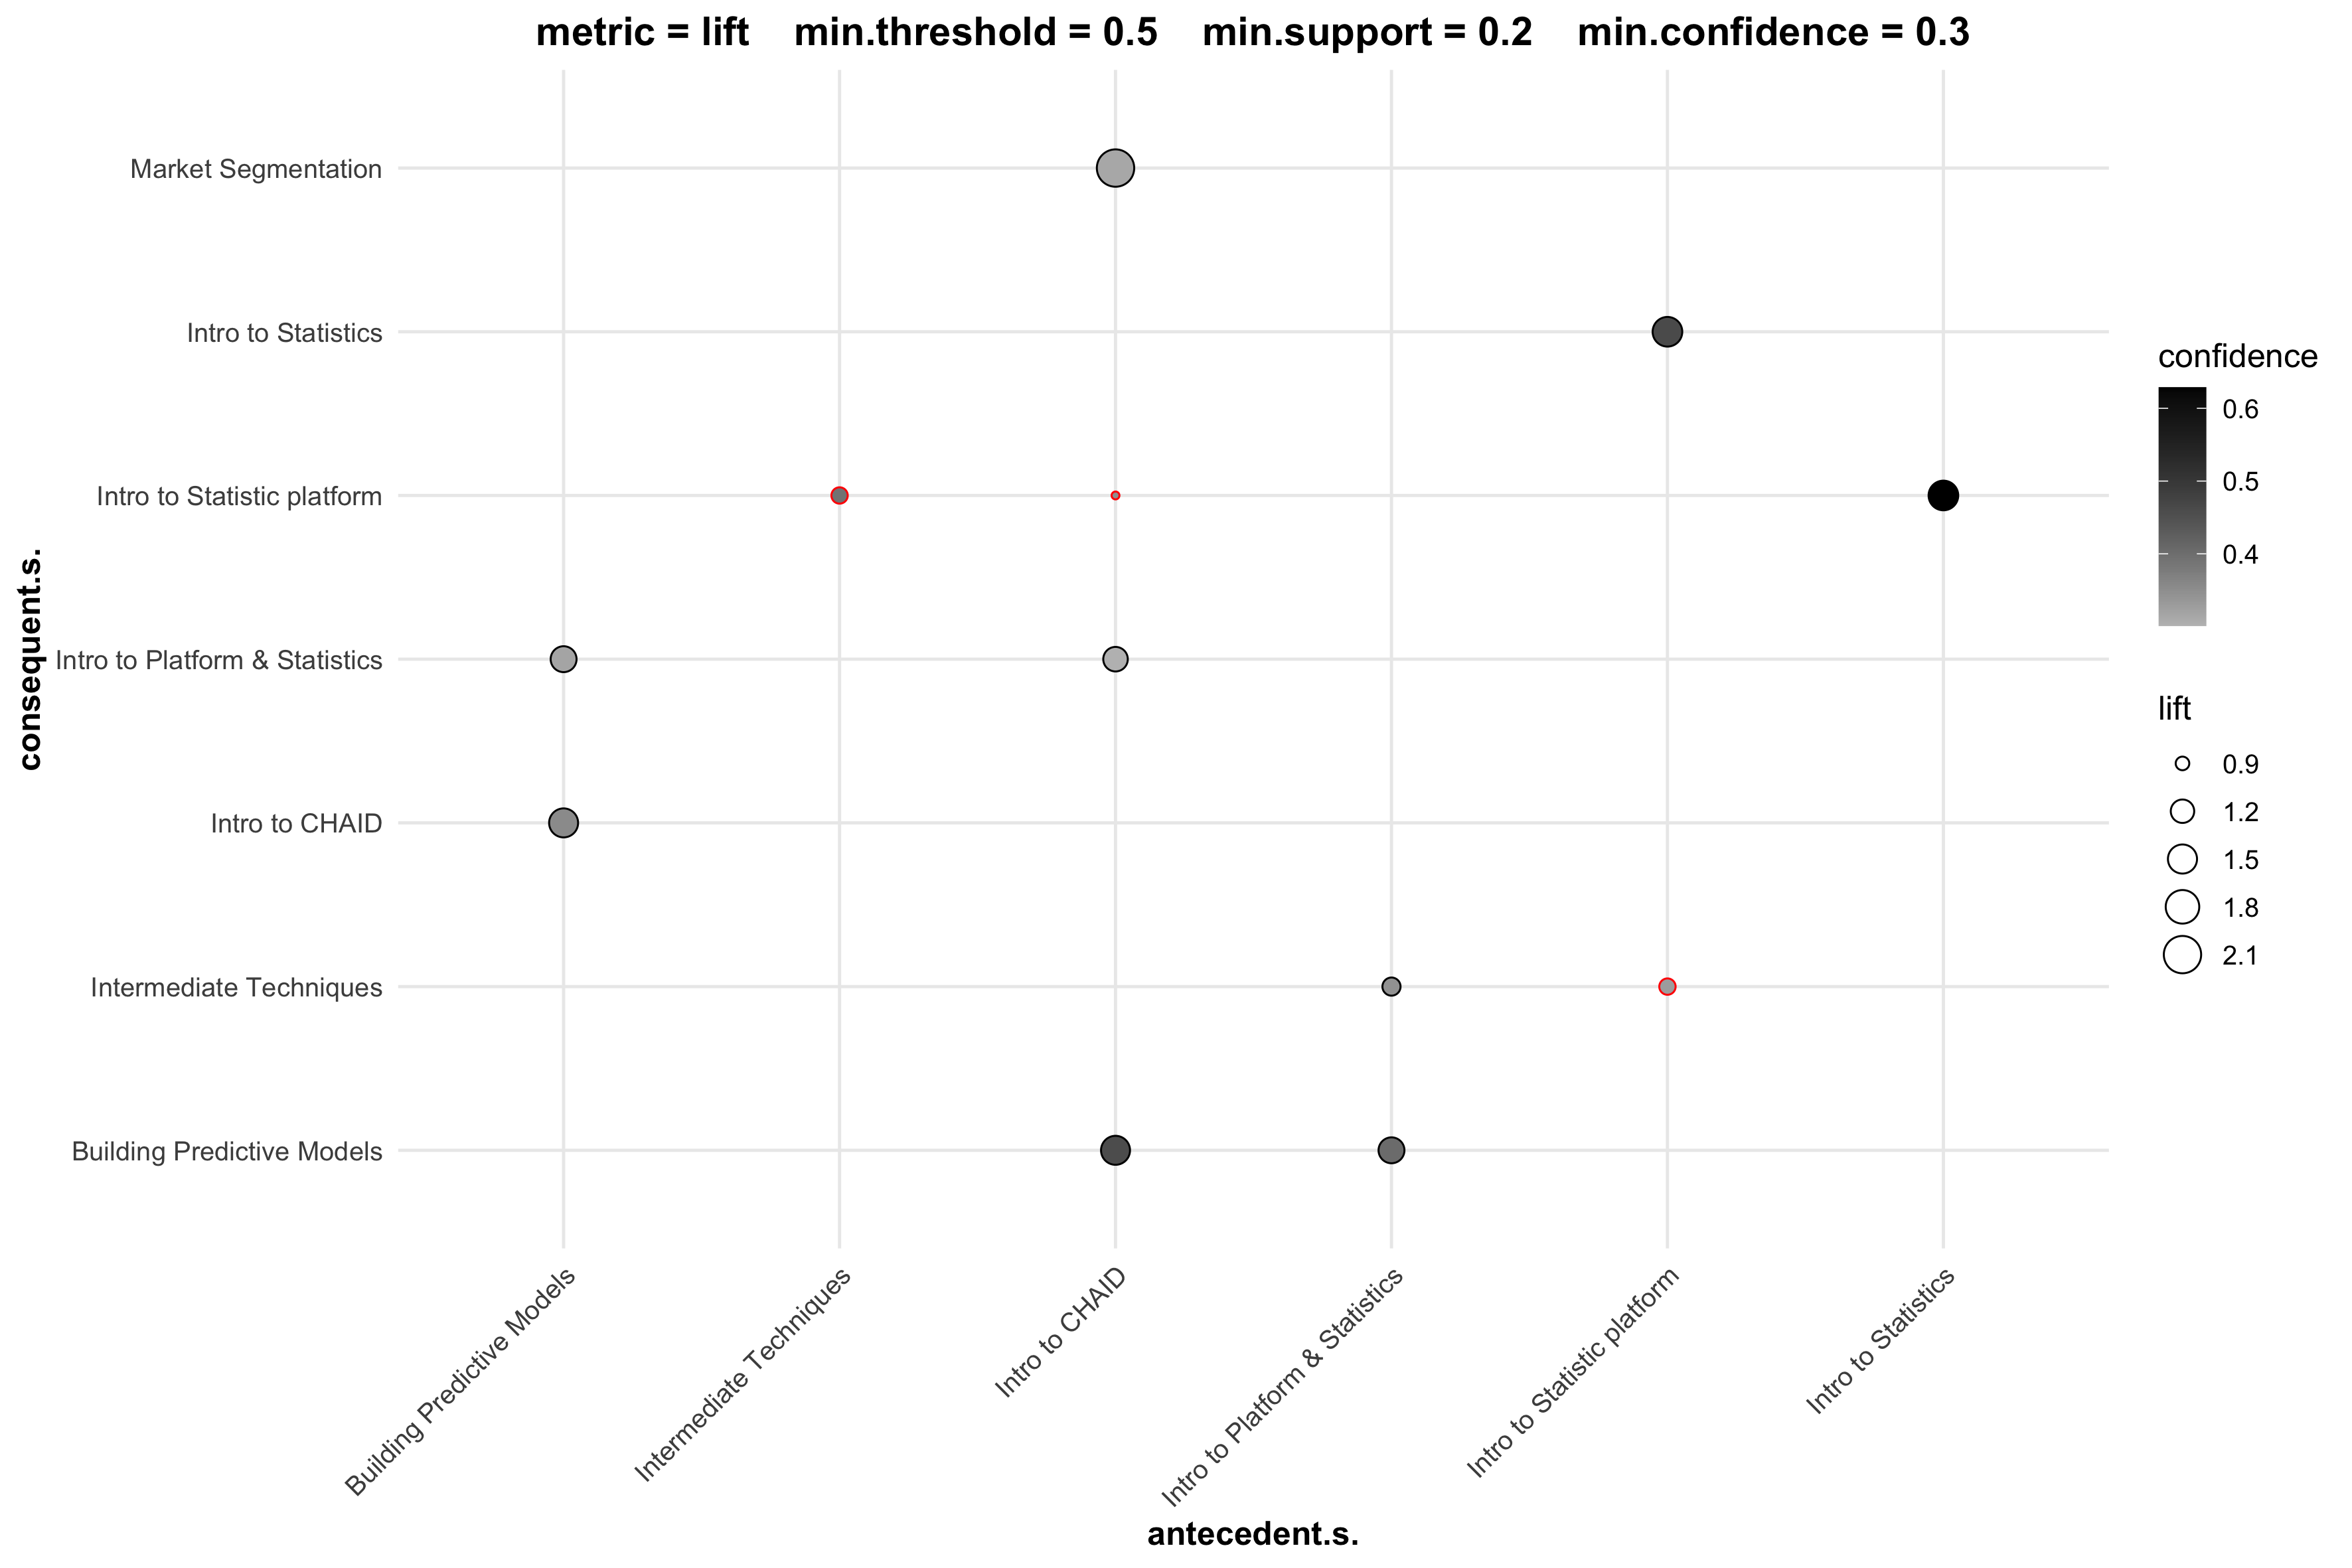 metric = lift    min.threshold = 0.5    min.support = 0.2    min.confidence = 0.3
consequent.s.
Market Segmentation
Intro to Statistics
Intro to Statistic platform
Intro to Platform & Statistics
Intro to CHAID
Intermediate Techniques
Building Predictive Models
Building Predictive Models
Intermediate Techniques
Intro to CHAID
Intro to Platform & Statistics
Intro to Statistic platform
Intro to Statistics
antecedent.s.
confidence
0.6
0.5
0.4
lift
0.9
1.2
1.5
1.8
2.1